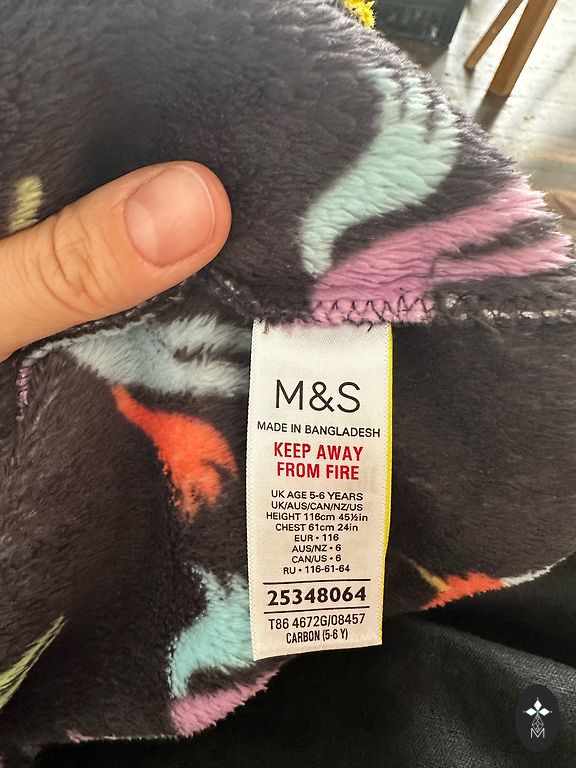 M&S
MADE IN BANGLADESH
KEEP AWAY
FROM FIRE
UK AGE 5-6 YEARS
UK/AUS/CAN/NZ/US
HEIGHT 116cm 45½in
CHEST 61cm 24in
EUR • 116
AUS/NZ • 6
CAN/US • 6
RU • 116-61-64
25348064
T86 4672G/08457
CARBON (5-6 Y)
M